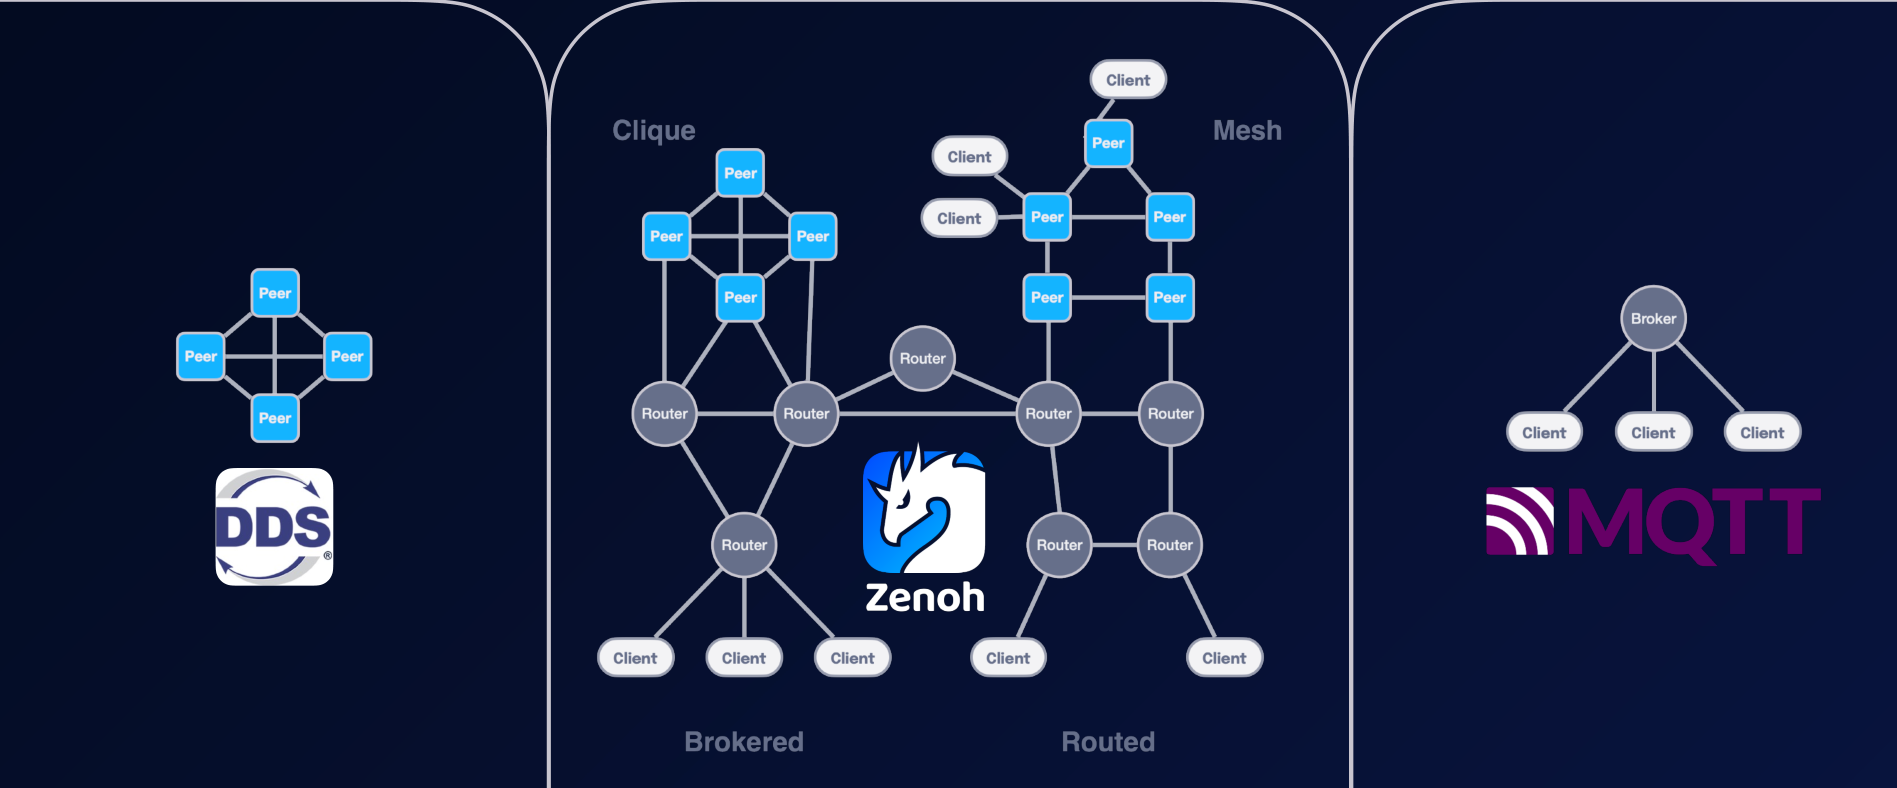 Peer
Peer
Peer
Peer
DDS
®
Clique
Mesh
Client
Peer
Client
Peer
Client
Peer
Peer
Peer
Peer
Peer
Peer
Peer
Peer
Router
Router
Router
Router
Router
Router
Router
Router
Zenoh
Client
Client
Client
Client
Client
Brokered
Routed
Broker
Client
Client
Client
MQTT